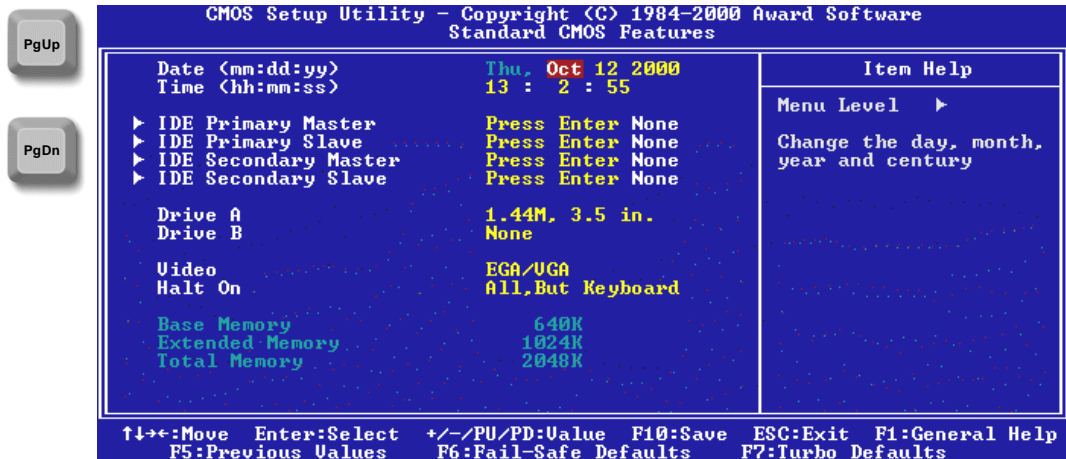 PgUp
PgDn
CMOS Setup Utility – Copyright (C) 1984–2000 Award Software
Standard CMOS Features
Date (mm:dd:yy) Thu, Oct 12 2000
Time (hh:mm:ss) 13 : 2 : 55
► IDE Primary Master Press Enter None
► IDE Primary Slave Press Enter None
► IDE Secondary Master Press Enter None
► IDE Secondary Slave Press Enter None
Drive A 1.44M, 3.5 in.
Drive B None
Video EGA/VGA
Halt On All,But Keyboard
Base Memory 640K
Extended Memory 1024K
Total Memory 2048K
Item Help
Menu Level ►
Change the day, month,
year and century
↑↓→←:Move Enter:Select +/-/PU/PD:Value F10:Save ESC:Exit F1:General Help
F5:Previous Values F6:Fail-Safe Defaults F7:Turbo Defaults